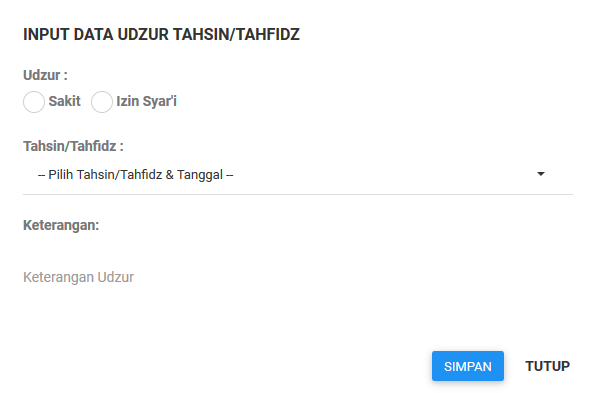 INPUT DATA UDZUR TAHSIN/TAHFIDZ
Udzur :
Sakit Izin Syar'i
Tahsin/Tahfidz :
-- Pilih Tahsin/Tahfidz & Tanggal --
Keterangan:
Keterangan Udzur
SIMPAN TUTUP